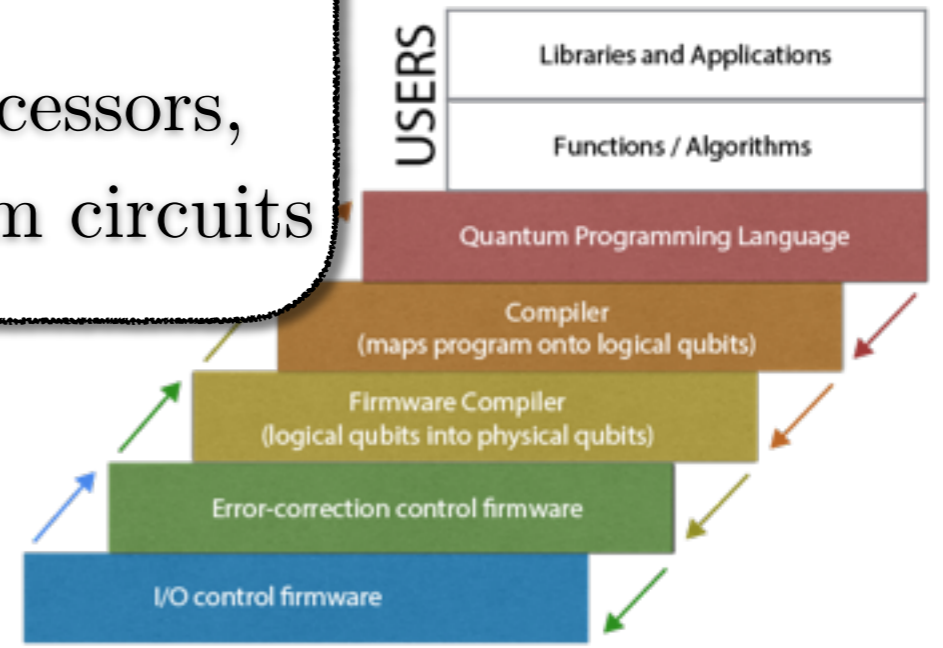 cessors,
m circuits
USERS
Libraries and Applications
Functions / Algorithms
Quantum Programming Language
Compiler
(maps program onto logical qubits)
Firmware Compiler
(logical qubits into physical qubits)
Error-correction control firmware
I/O control firmware